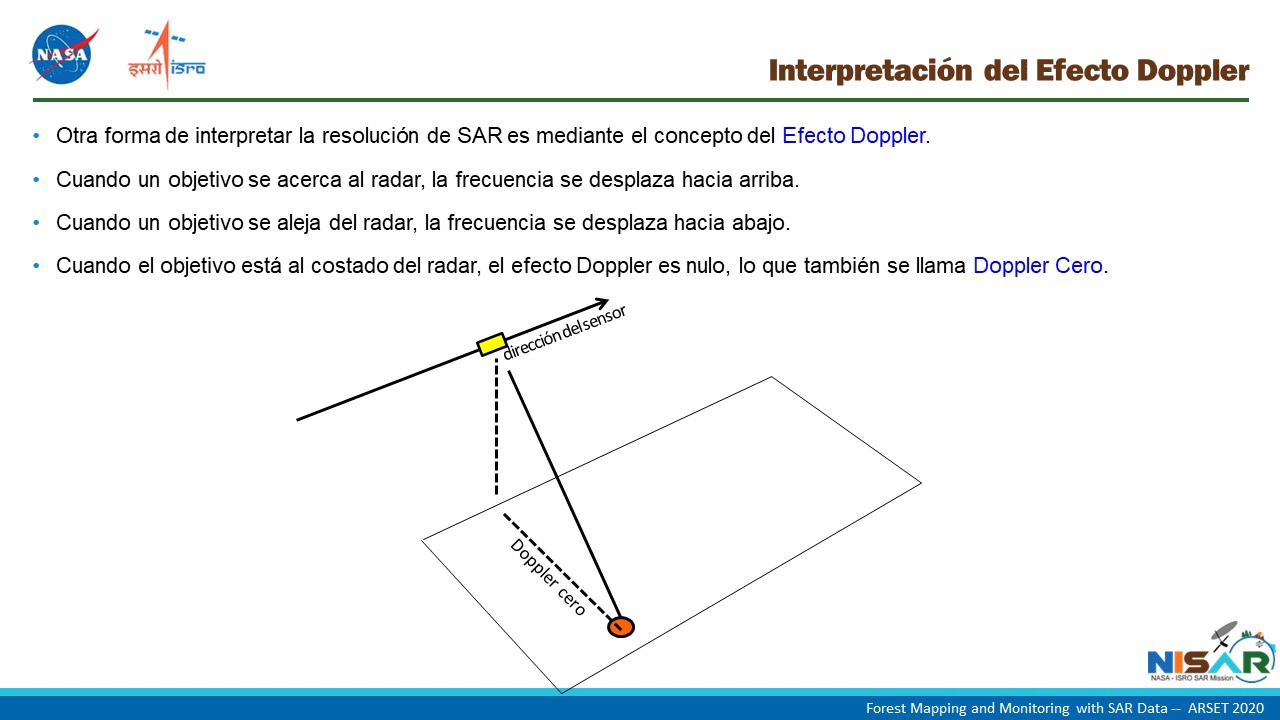 NASA
इसरो isro
Interpretación del Efecto Doppler
• Otra forma de interpretar la resolución de SAR es mediante el concepto del Efecto Doppler.
• Cuando un objetivo se acerca al radar, la frecuencia se desplaza hacia arriba.
• Cuando un objetivo se aleja del radar, la frecuencia se desplaza hacia abajo.
• Cuando el objetivo está al costado del radar, el efecto Doppler es nulo, lo que también se llama Doppler Cero.
dirección del sensor
Doppler cero
NISAR
NASA - ISRO SAR Mission
Forest Mapping and Monitoring with SAR Data -- ARSET 2020